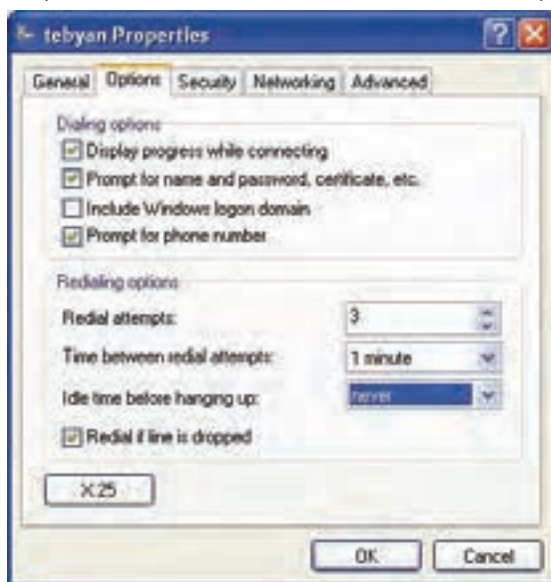 tebyan Properties
General Options Security Networking Advanced
Dialing options
Display progress while connecting
Prompt for name and password, certificate, etc.
Include Windows logon domain
Prompt for phone number
Redialing options
Redial attempts: 3
Time between redial attempts: 1 minute
Idle time before hanging up: never
Redial if line is dropped
X.25
OK Cancel